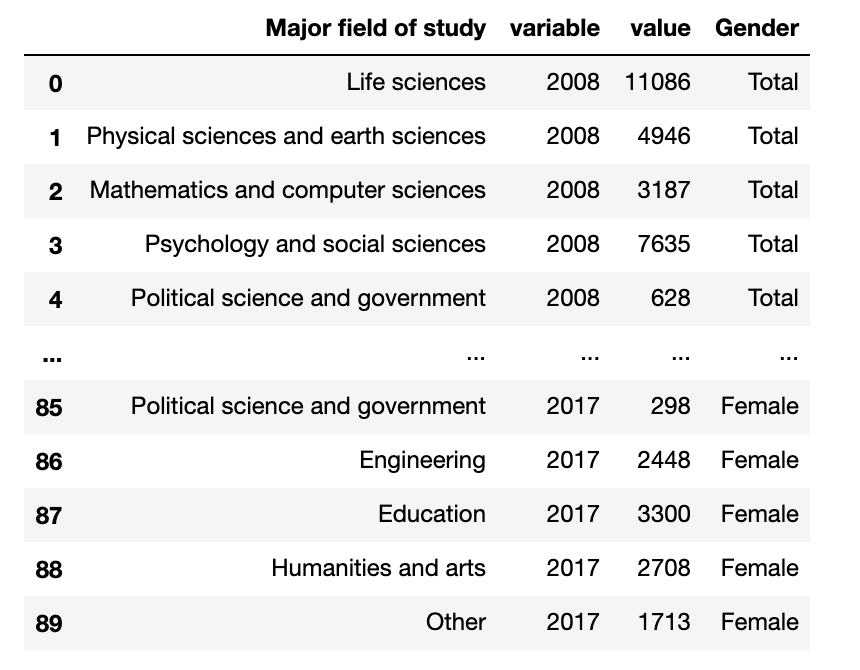 Major field of study variable value Gender
0 Life sciences 2008 11086 Total
1 Physical sciences and earth sciences 2008 4946 Total
2 Mathematics and computer sciences 2008 3187 Total
3 Psychology and social sciences 2008 7635 Total
4 Political science and government 2008 628 Total
... ... ... ... ...
85 Political science and government 2017 298 Female
86 Engineering 2017 2448 Female
87 Education 2017 3300 Female
88 Humanities and arts 2017 2708 Female
89 Other 2017 1713 Female